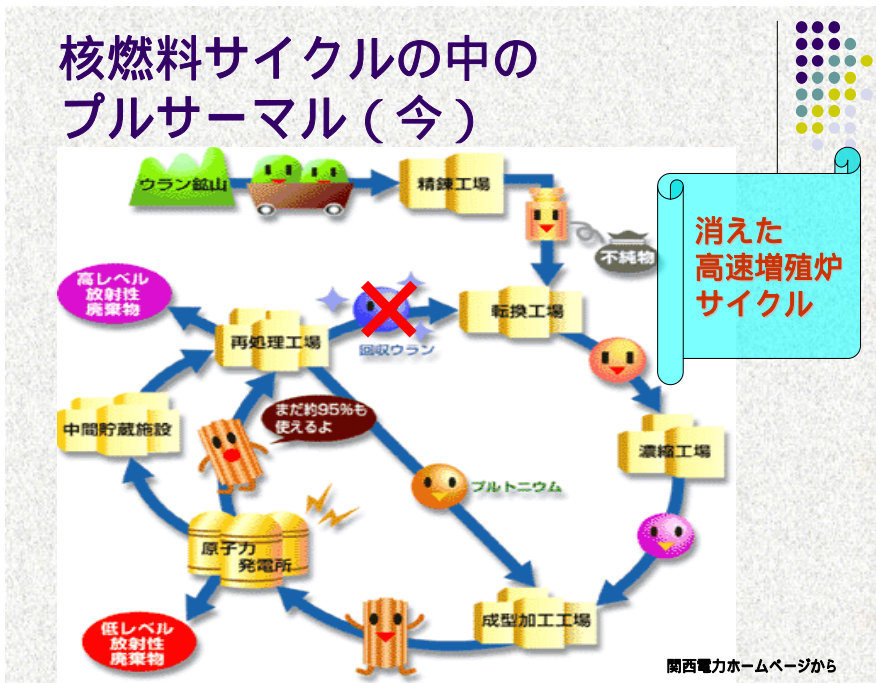 核燃料サイクルの中の
プルサーマル(今)
ウラン鉱山
精錬工場
不純物
消えた
高速増殖炉
サイクル
高レベル
放射性
廃棄物
再処理工場
回収ウラン
転換工場
まだ約95%も
使えるよ
中間貯蔵施設
濃縮工場
プルトニウム
原子力
発電所
成型加工工場
低レベル
放射性
廃棄物
関西電力ホームページから